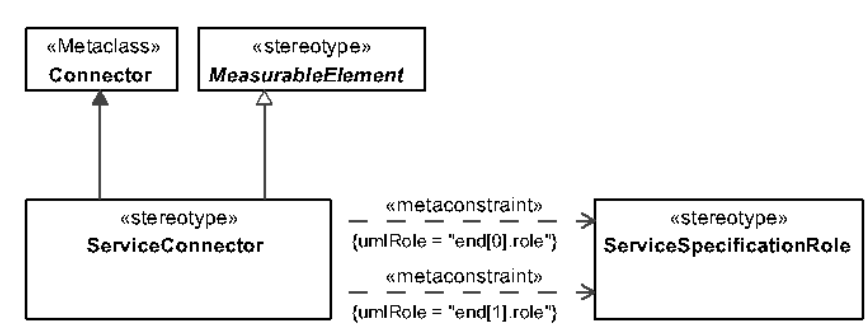 «Metaclass»
Connector
«stereotype»
MeasurableElement
«stereotype»
ServiceConnector
«metaconstraint»
{umlRole = "end[0].role"}
«metaconstraint»
{umlRole = "end[1].role"}
«stereotype»
ServiceSpecificationRole